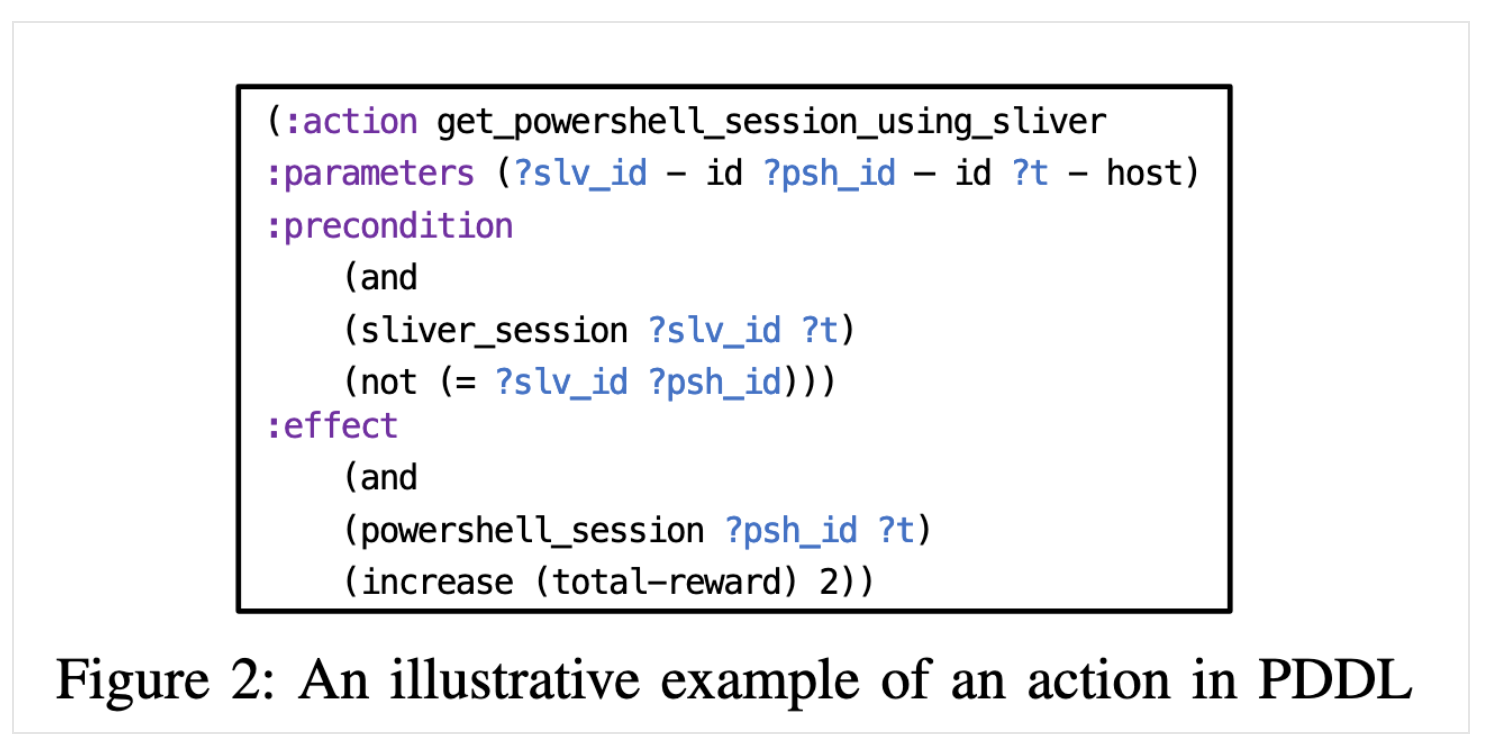 (:action get_powershell_session_using_sliver
:parameters (?slv_id – id ?psh_id – id ?t – host)
:precondition
(and
(sliver_session ?slv_id ?t)
(not (= ?slv_id ?psh_id)))
:effect
(and
(powershell_session ?psh_id ?t)
(increase (total–reward) 2))
Figure 2: An illustrative example of an action in PDDL